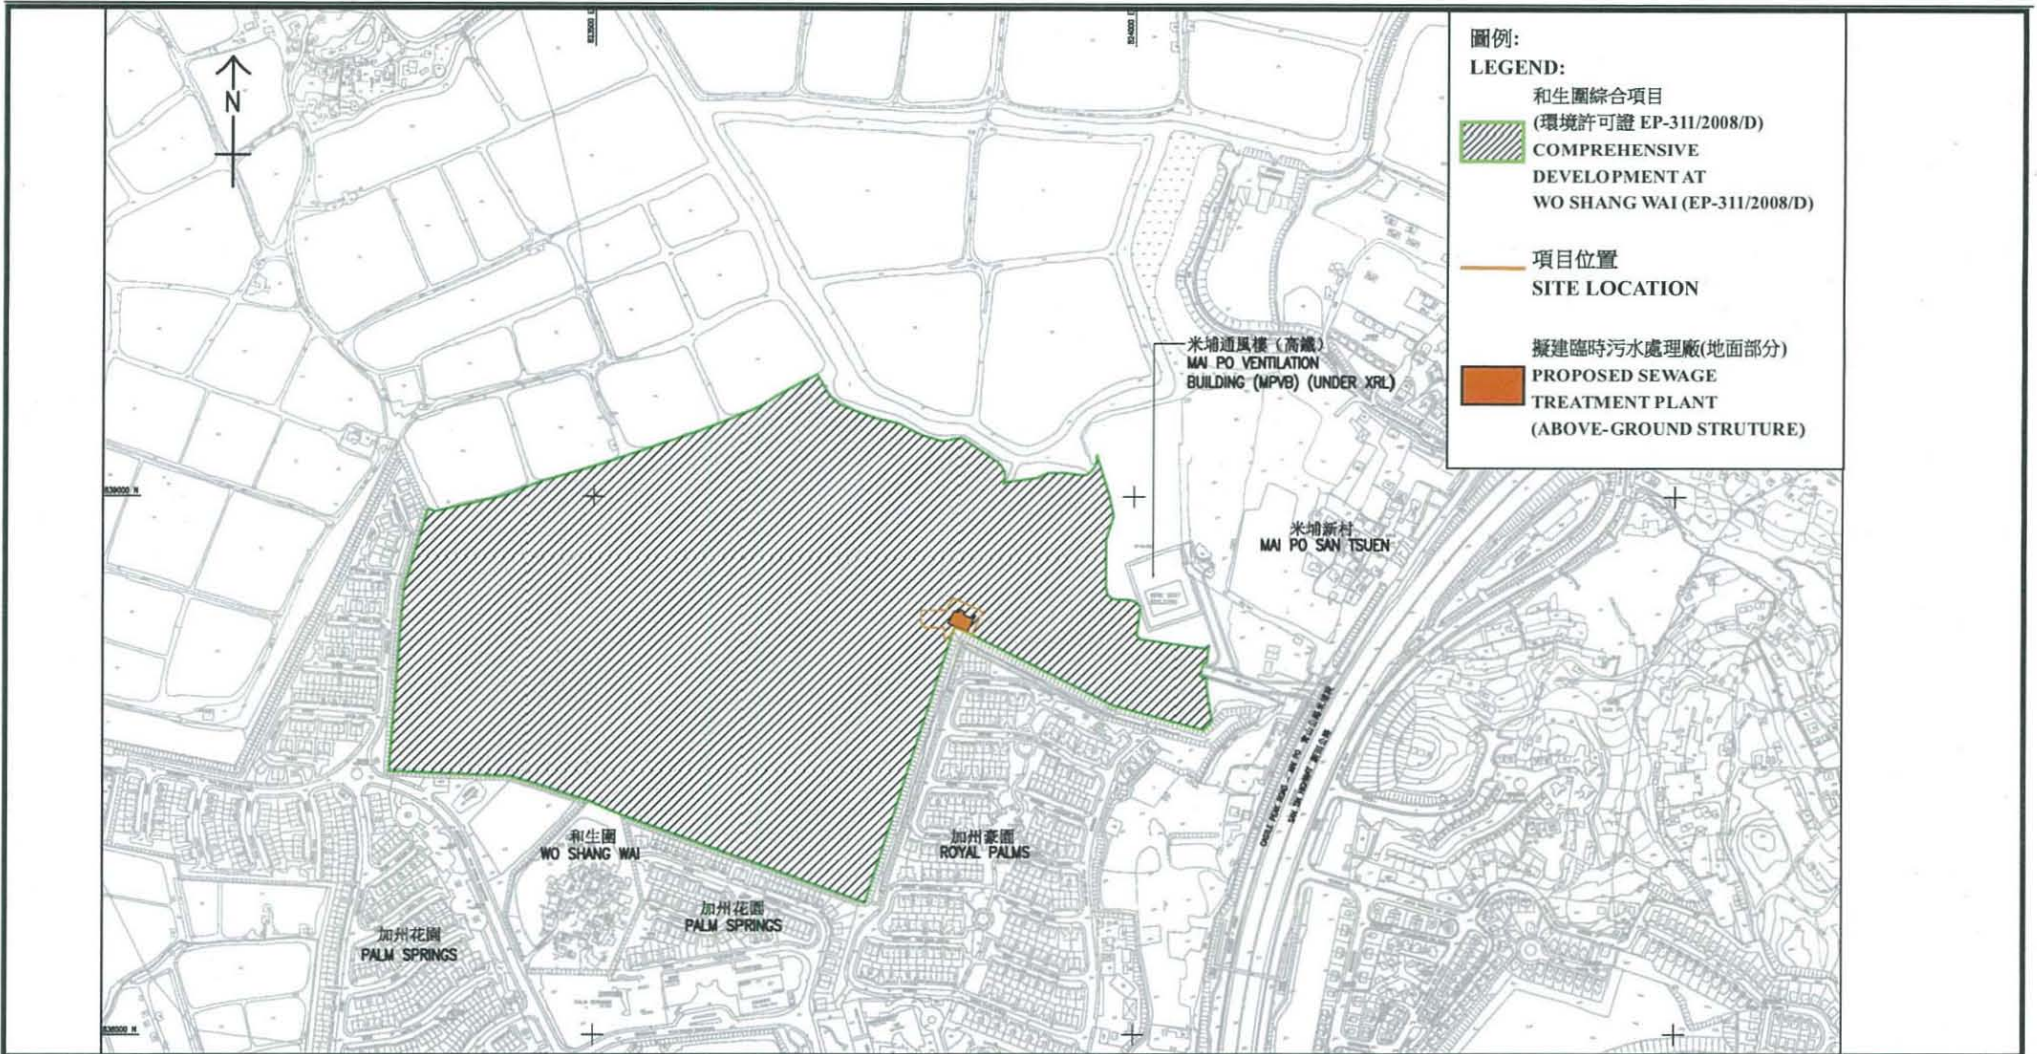 N
圖例:
LEGEND:
和生圍綜合項目
(環境許可證 EP-311/2008/D)
COMPREHENSIVE
DEVELOPMENT AT
WO SHANG WAI (EP-311/2008/D)
項目位置
SITE LOCATION
擬建臨時污水處理廠(地面部分)
PROPOSED SEWAGE
TREATMENT PLANT
(ABOVE-GROUND STRUTURE)
米埔通風樓（高鐵）
MAI PO VENTILATION
BUILDING (MPVB) (UNDER XRL)
米埔新村
MAI PO SAN TSUEN
和生圍
WO SHANG WAI
加州豪園
ROYAL PALMS
加州花園
PALM SPRINGS
加州花園
PALM SPRINGS